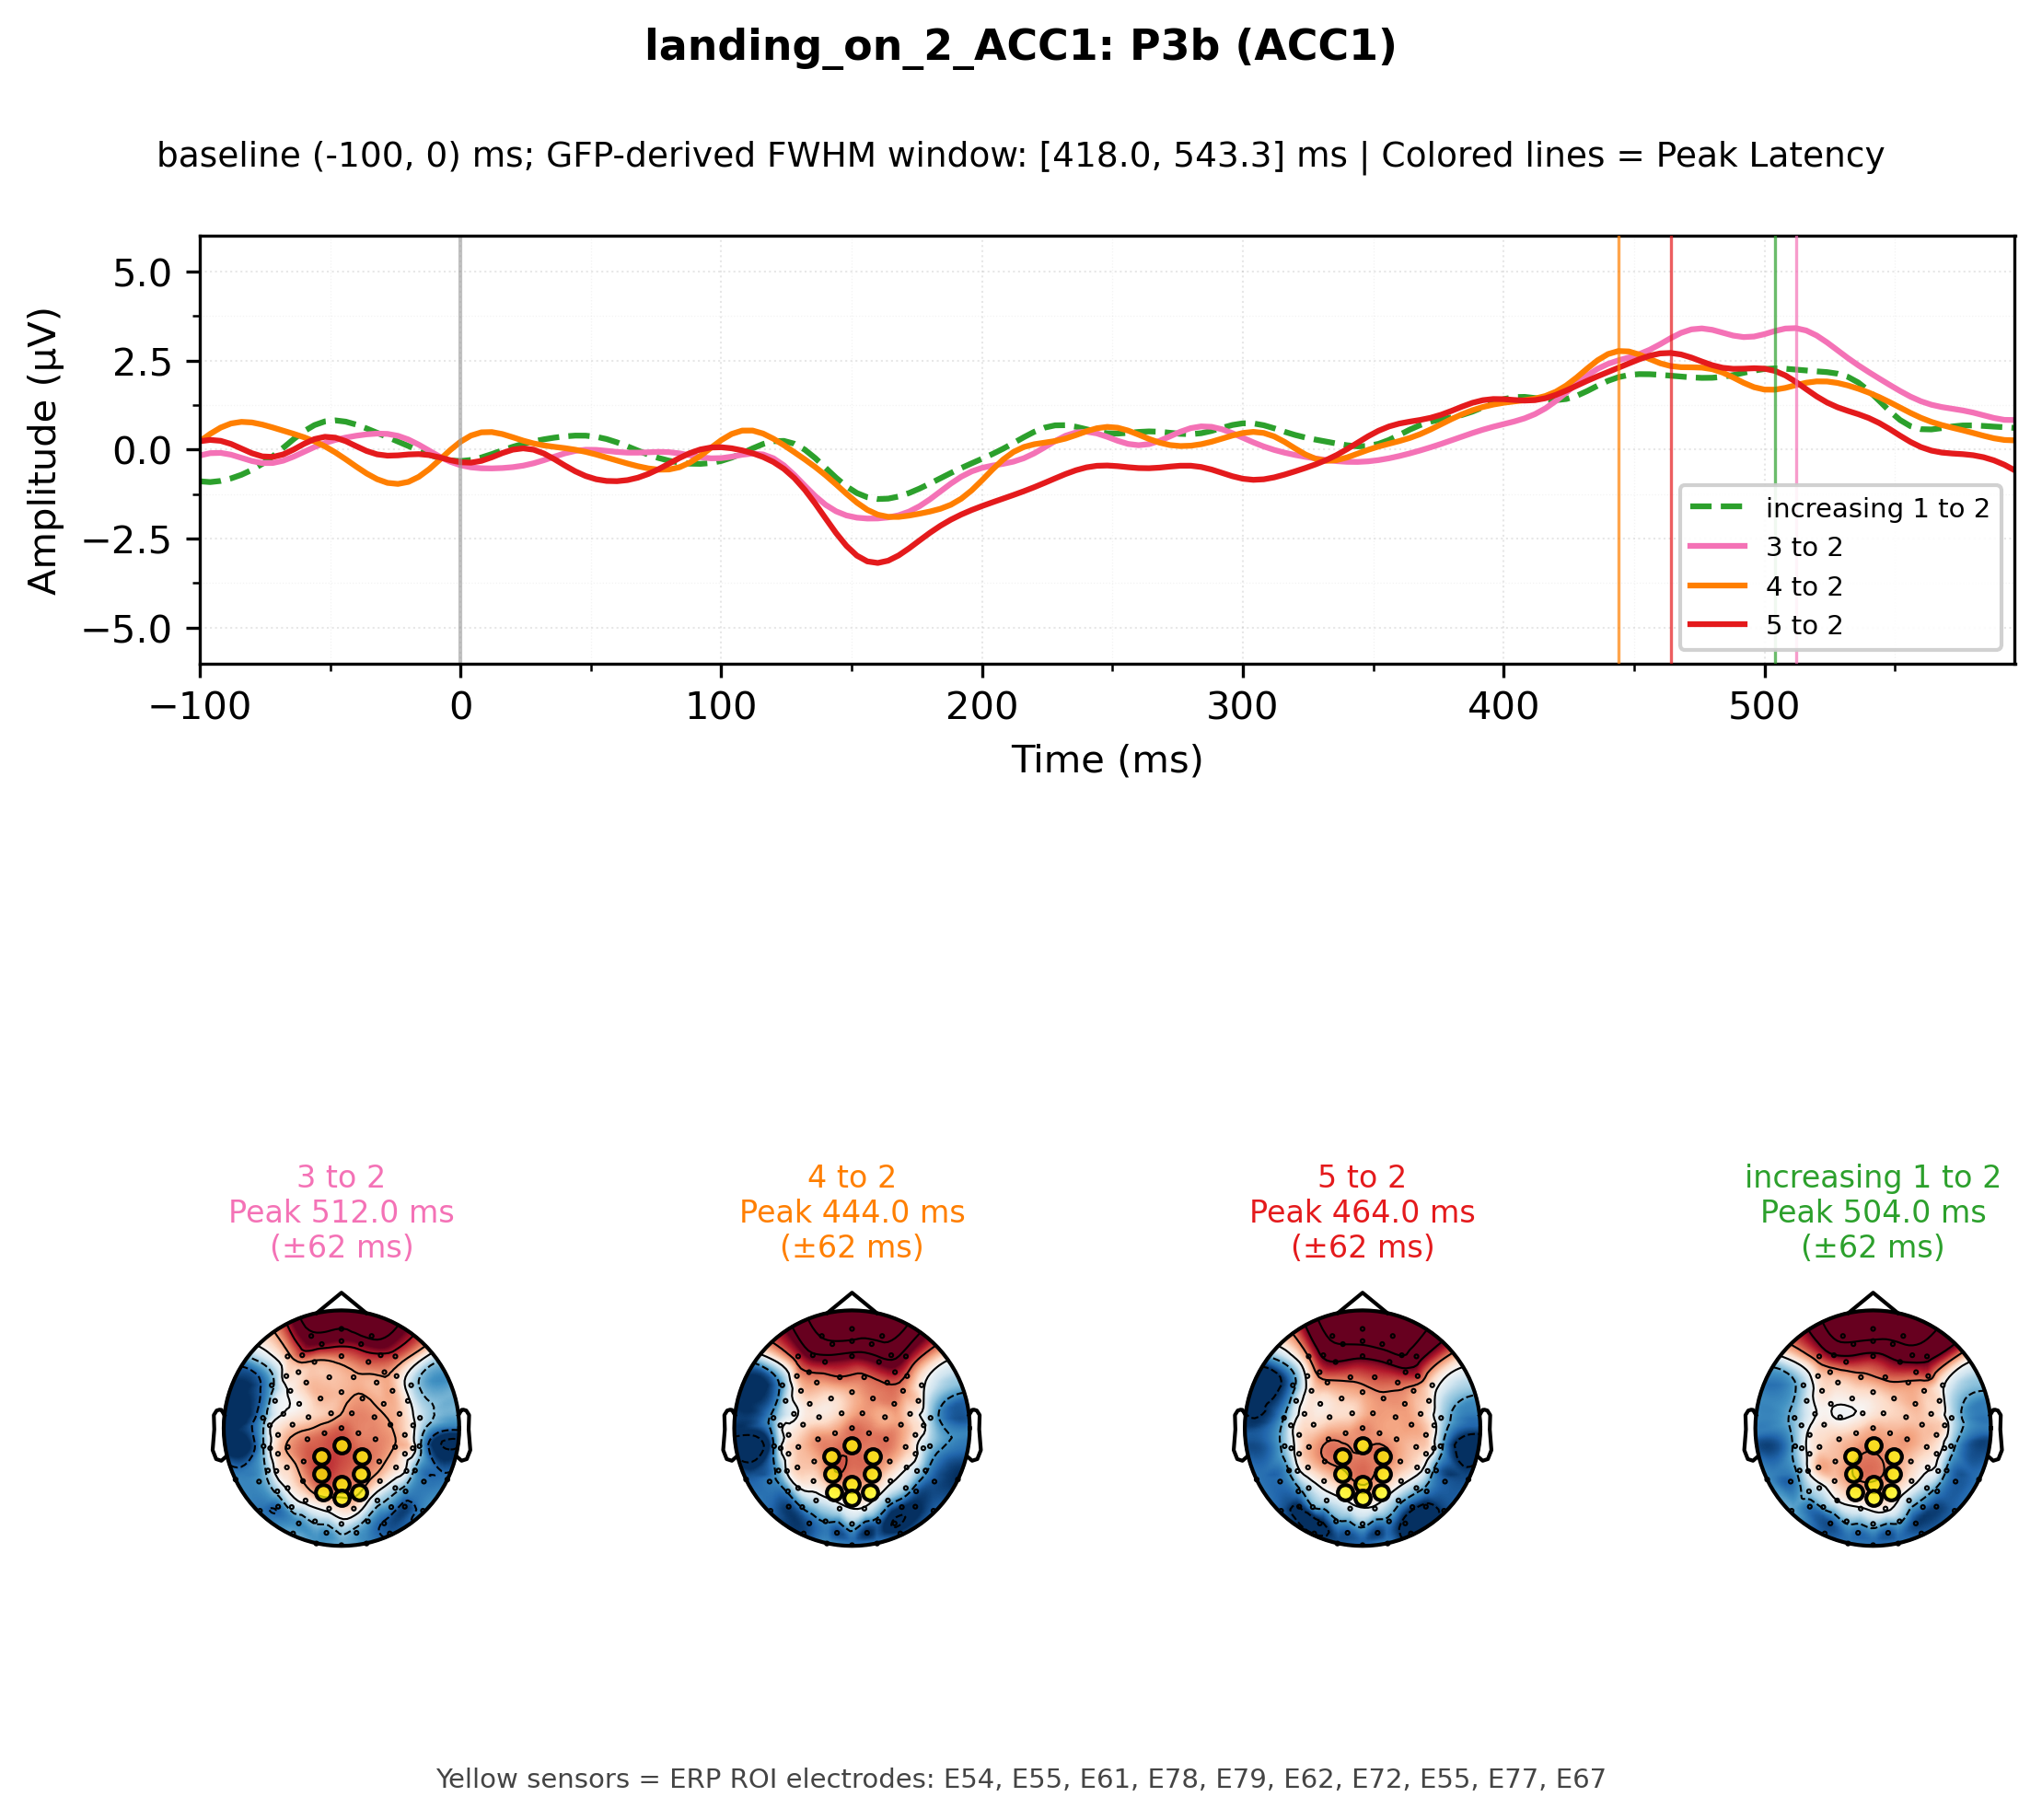 landing_on_2_ACC1: P3b (ACC1)
baseline (-100, 0) ms; GFP-derived FWHM window: [418.0, 543.3] ms | Colored lines = Peak Latency
5.0
2.5
0.0
−2.5
−5.0
Amplitude (µV)
increasing 1 to 2
3 to 2
4 to 2
5 to 2
−100 0 100 200 300 400 500
Time (ms)
3 to 2
Peak 512.0 ms
(±62 ms)
4 to 2
Peak 444.0 ms
(±62 ms)
5 to 2
Peak 464.0 ms
(±62 ms)
increasing 1 to 2
Peak 504.0 ms
(±62 ms)
Yellow sensors = ERP ROI electrodes: E54, E55, E61, E78, E79, E62, E72, E55, E77, E67